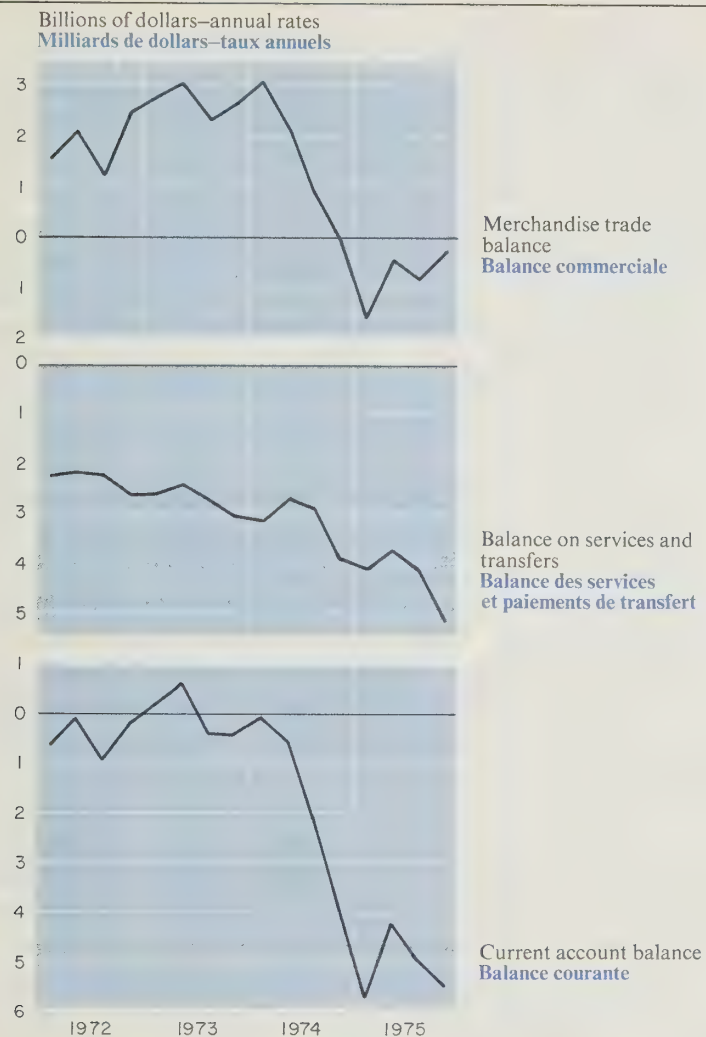 Billions of dollars–annual rates
Milliards de dollars–taux annuels
3
2
1
0
1
2
Merchandise trade
balance
Balance commerciale
0
1
2
3
4
5
Balance on services and
transfers
Balance des services
et paiements de transfert
1
0
1
2
3
4
5
6
Current account balance
Balance courante
1972 1973 1974 1975